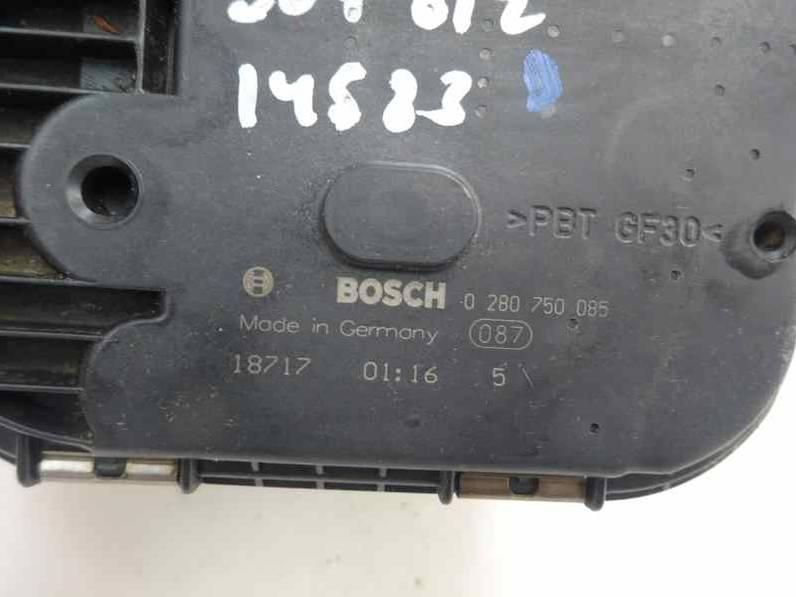 14583
>PBT GF30<
BOSCH 0 280 750 085
Made in Germany 087
18717 01:16 5